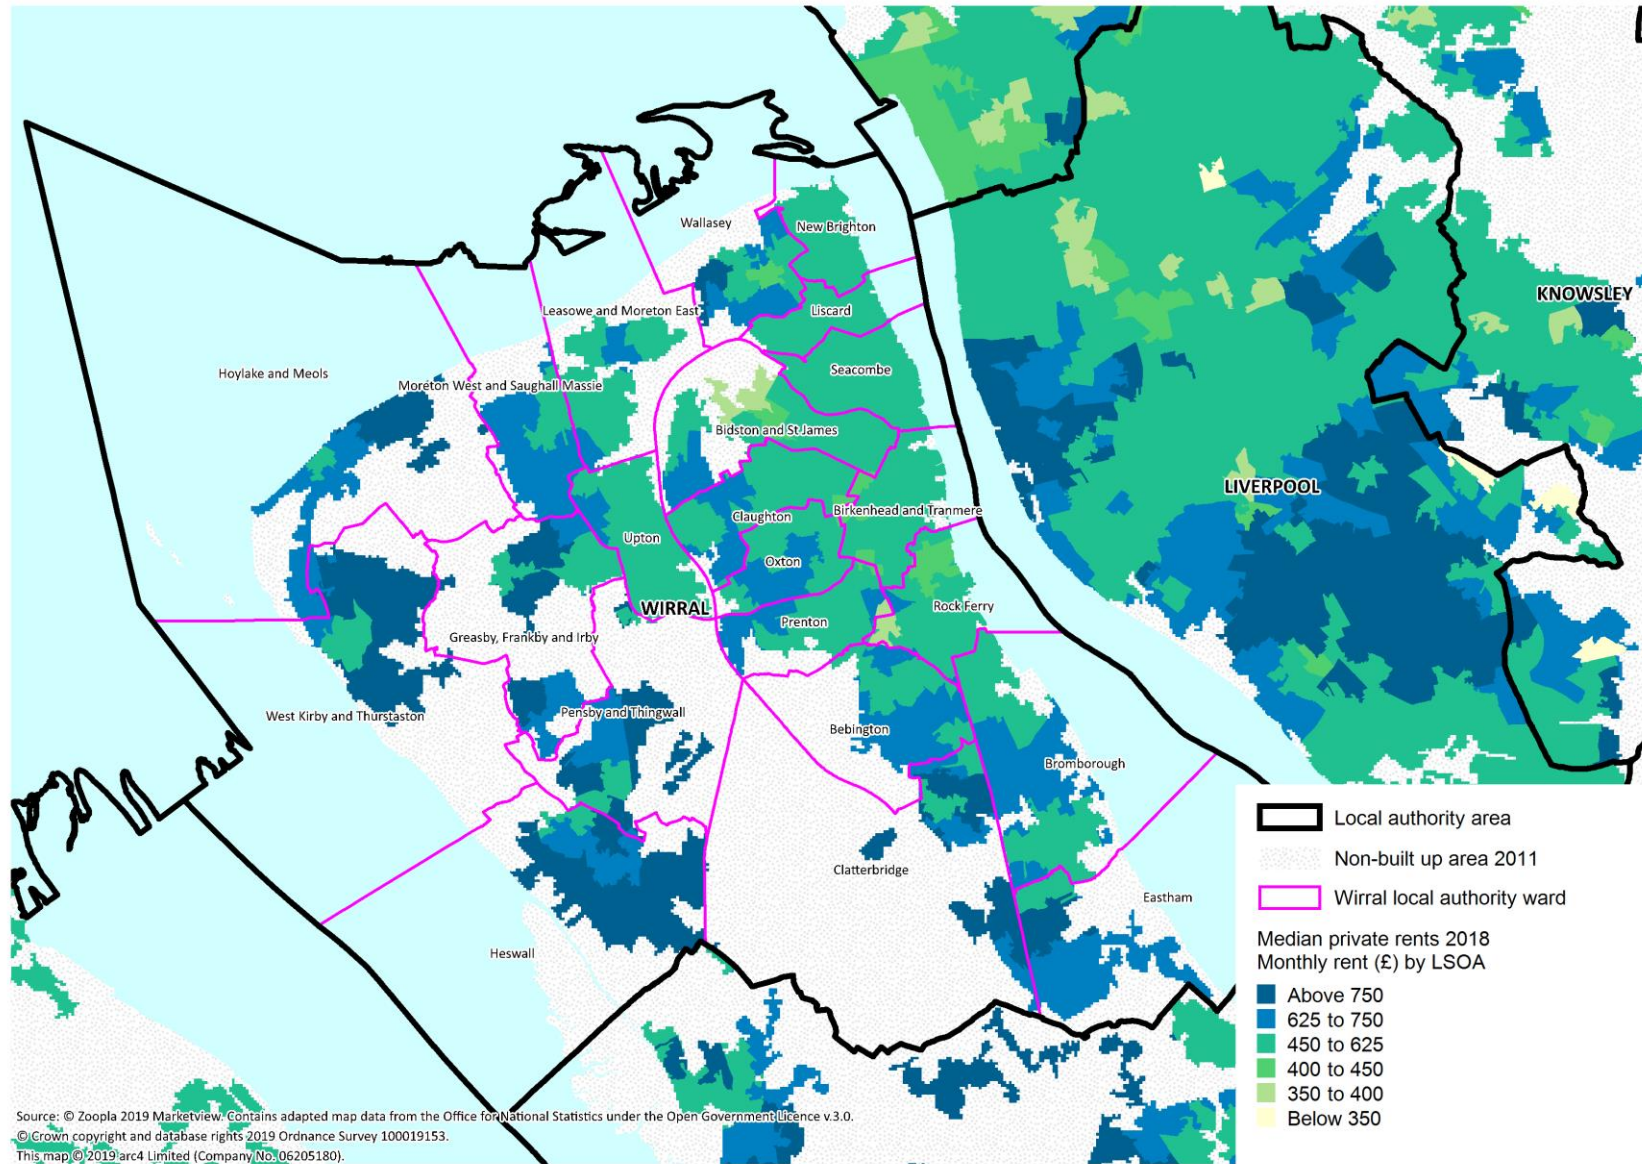 Wallasey
New Brighton
KNOWSLEY
Leasowe and Moreton East
Liscard
Hoylake and Meols
Seacombe
Moreton West and Saughall Massie
Bidston and St James
LIVERPOOL
Claughton
Birkenhead and Tranmere
Upton
Oxton
WIRRAL
Rock Ferry
Prenton
Greasby, Frankby and Irby
West Kirby and Thurstaston
Pensby and Thingwall
Bebington
Bromborough
Clatterbridge
Eastham
Heswall
Local authority area
Non-built up area 2011
Wirral local authority ward
Median private rents 2018
Monthly rent (£) by LSOA
Above 750
625 to 750
450 to 625
400 to 450
350 to 400
Below 350
Source: © Zoopla 2019 Marketview. Contains adapted map data from the Office for National Statistics under the Open Government Licence v.3.0.
© Crown copyright and database rights 2019 Ordnance Survey 100019153.
This map © 2019 arc4 Limited (Company No. 06205180).